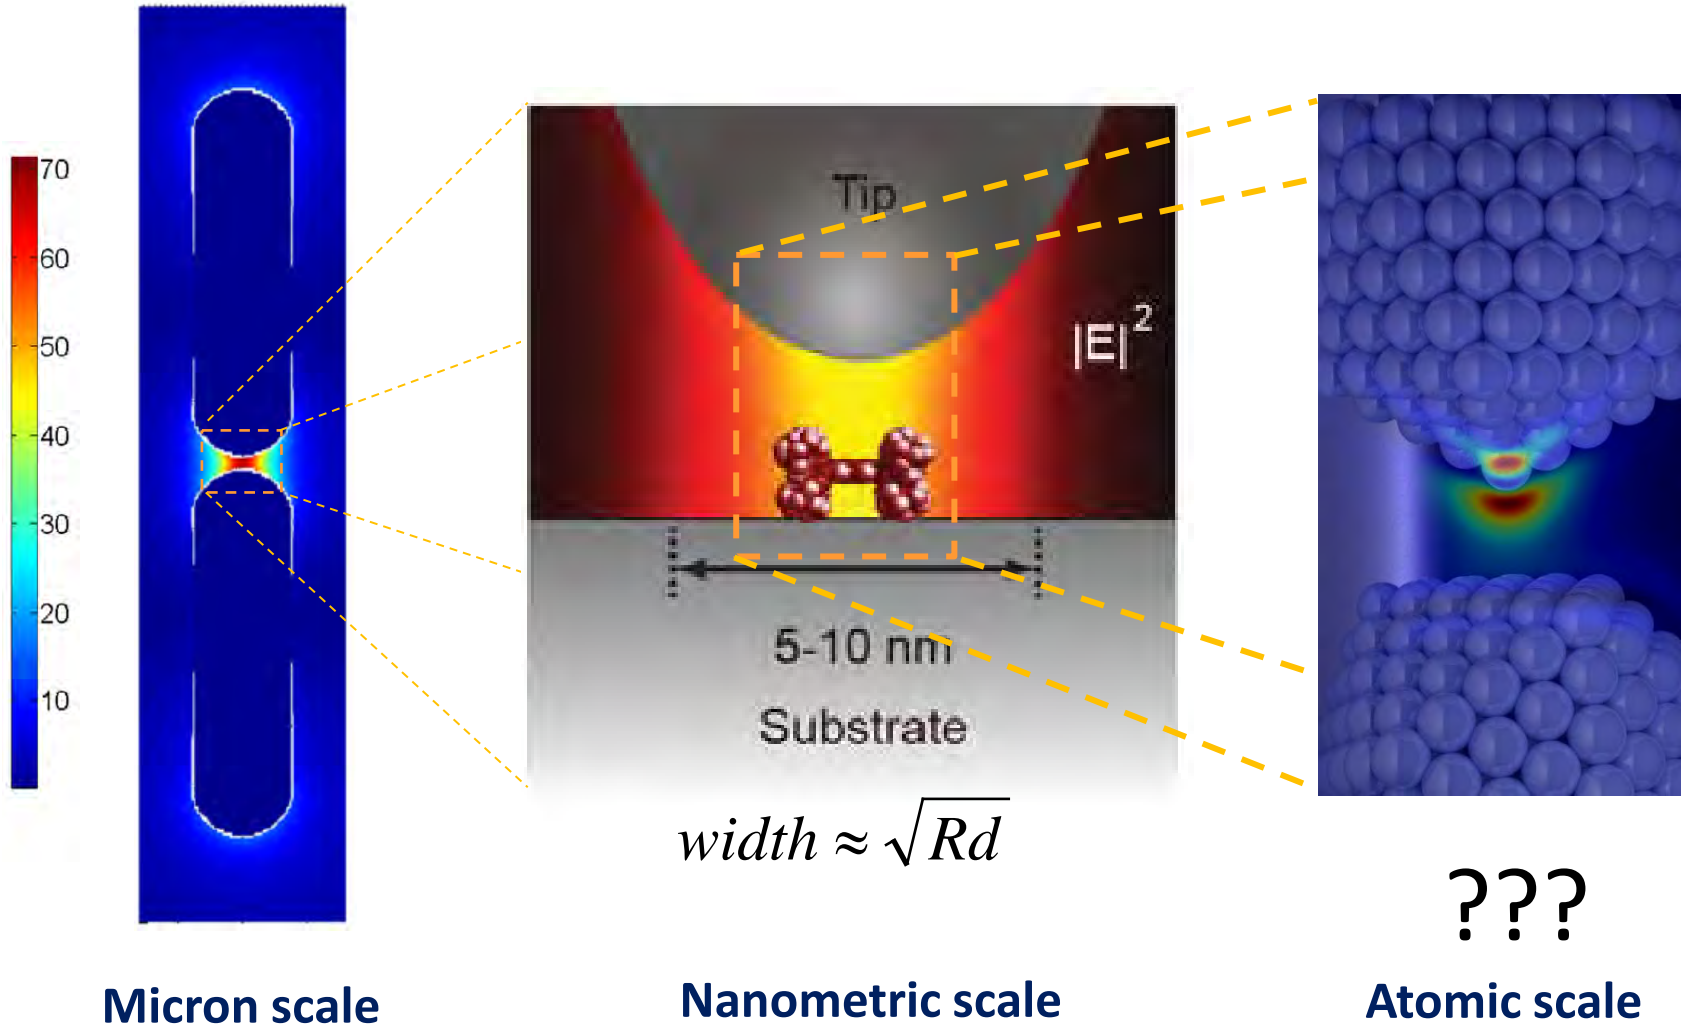 70
60
50
40
30
20
10
Micron scale
Tip
|E|²
5-10 nm
Substrate
width ≈ √Rd
Nanometric scale
???
Atomic scale